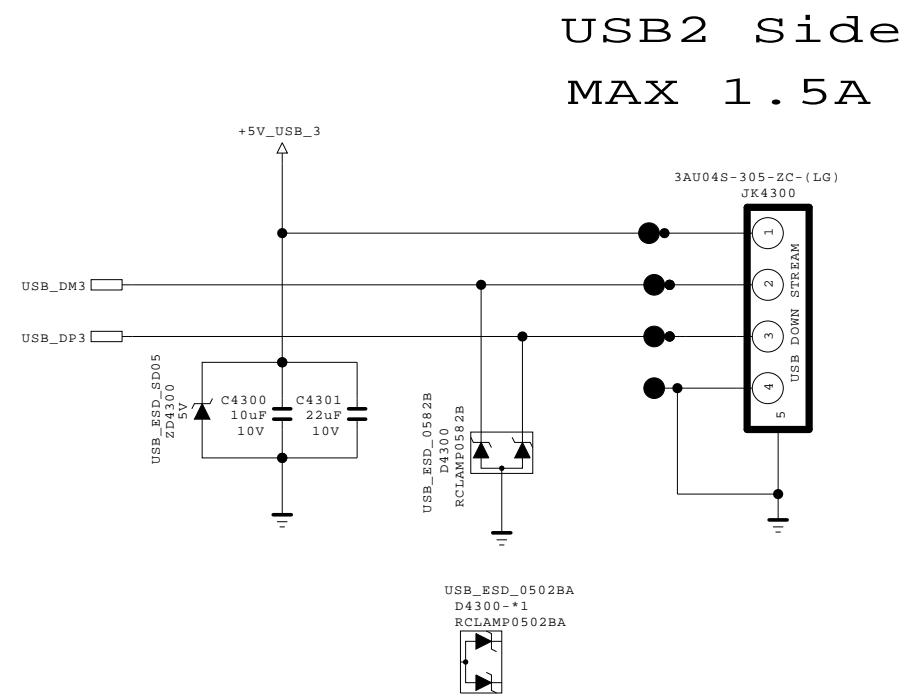 USB2 Side
MAX 1.5A
+5V_USB_3
3AU04S-305-ZC-(LG)
JK4300
1
2
3
4
5
USB DOWN STREAM
USB_DM3
USB_DP3
USB_ESD_SD05
ZD4300
5V
C4300
10uF
10V
C4301
22uF
10V
USB_ESD_0582B
D4300
RCLAMP0582B
USB_ESD_0502BA
D4300-*1
RCLAMP0502BA